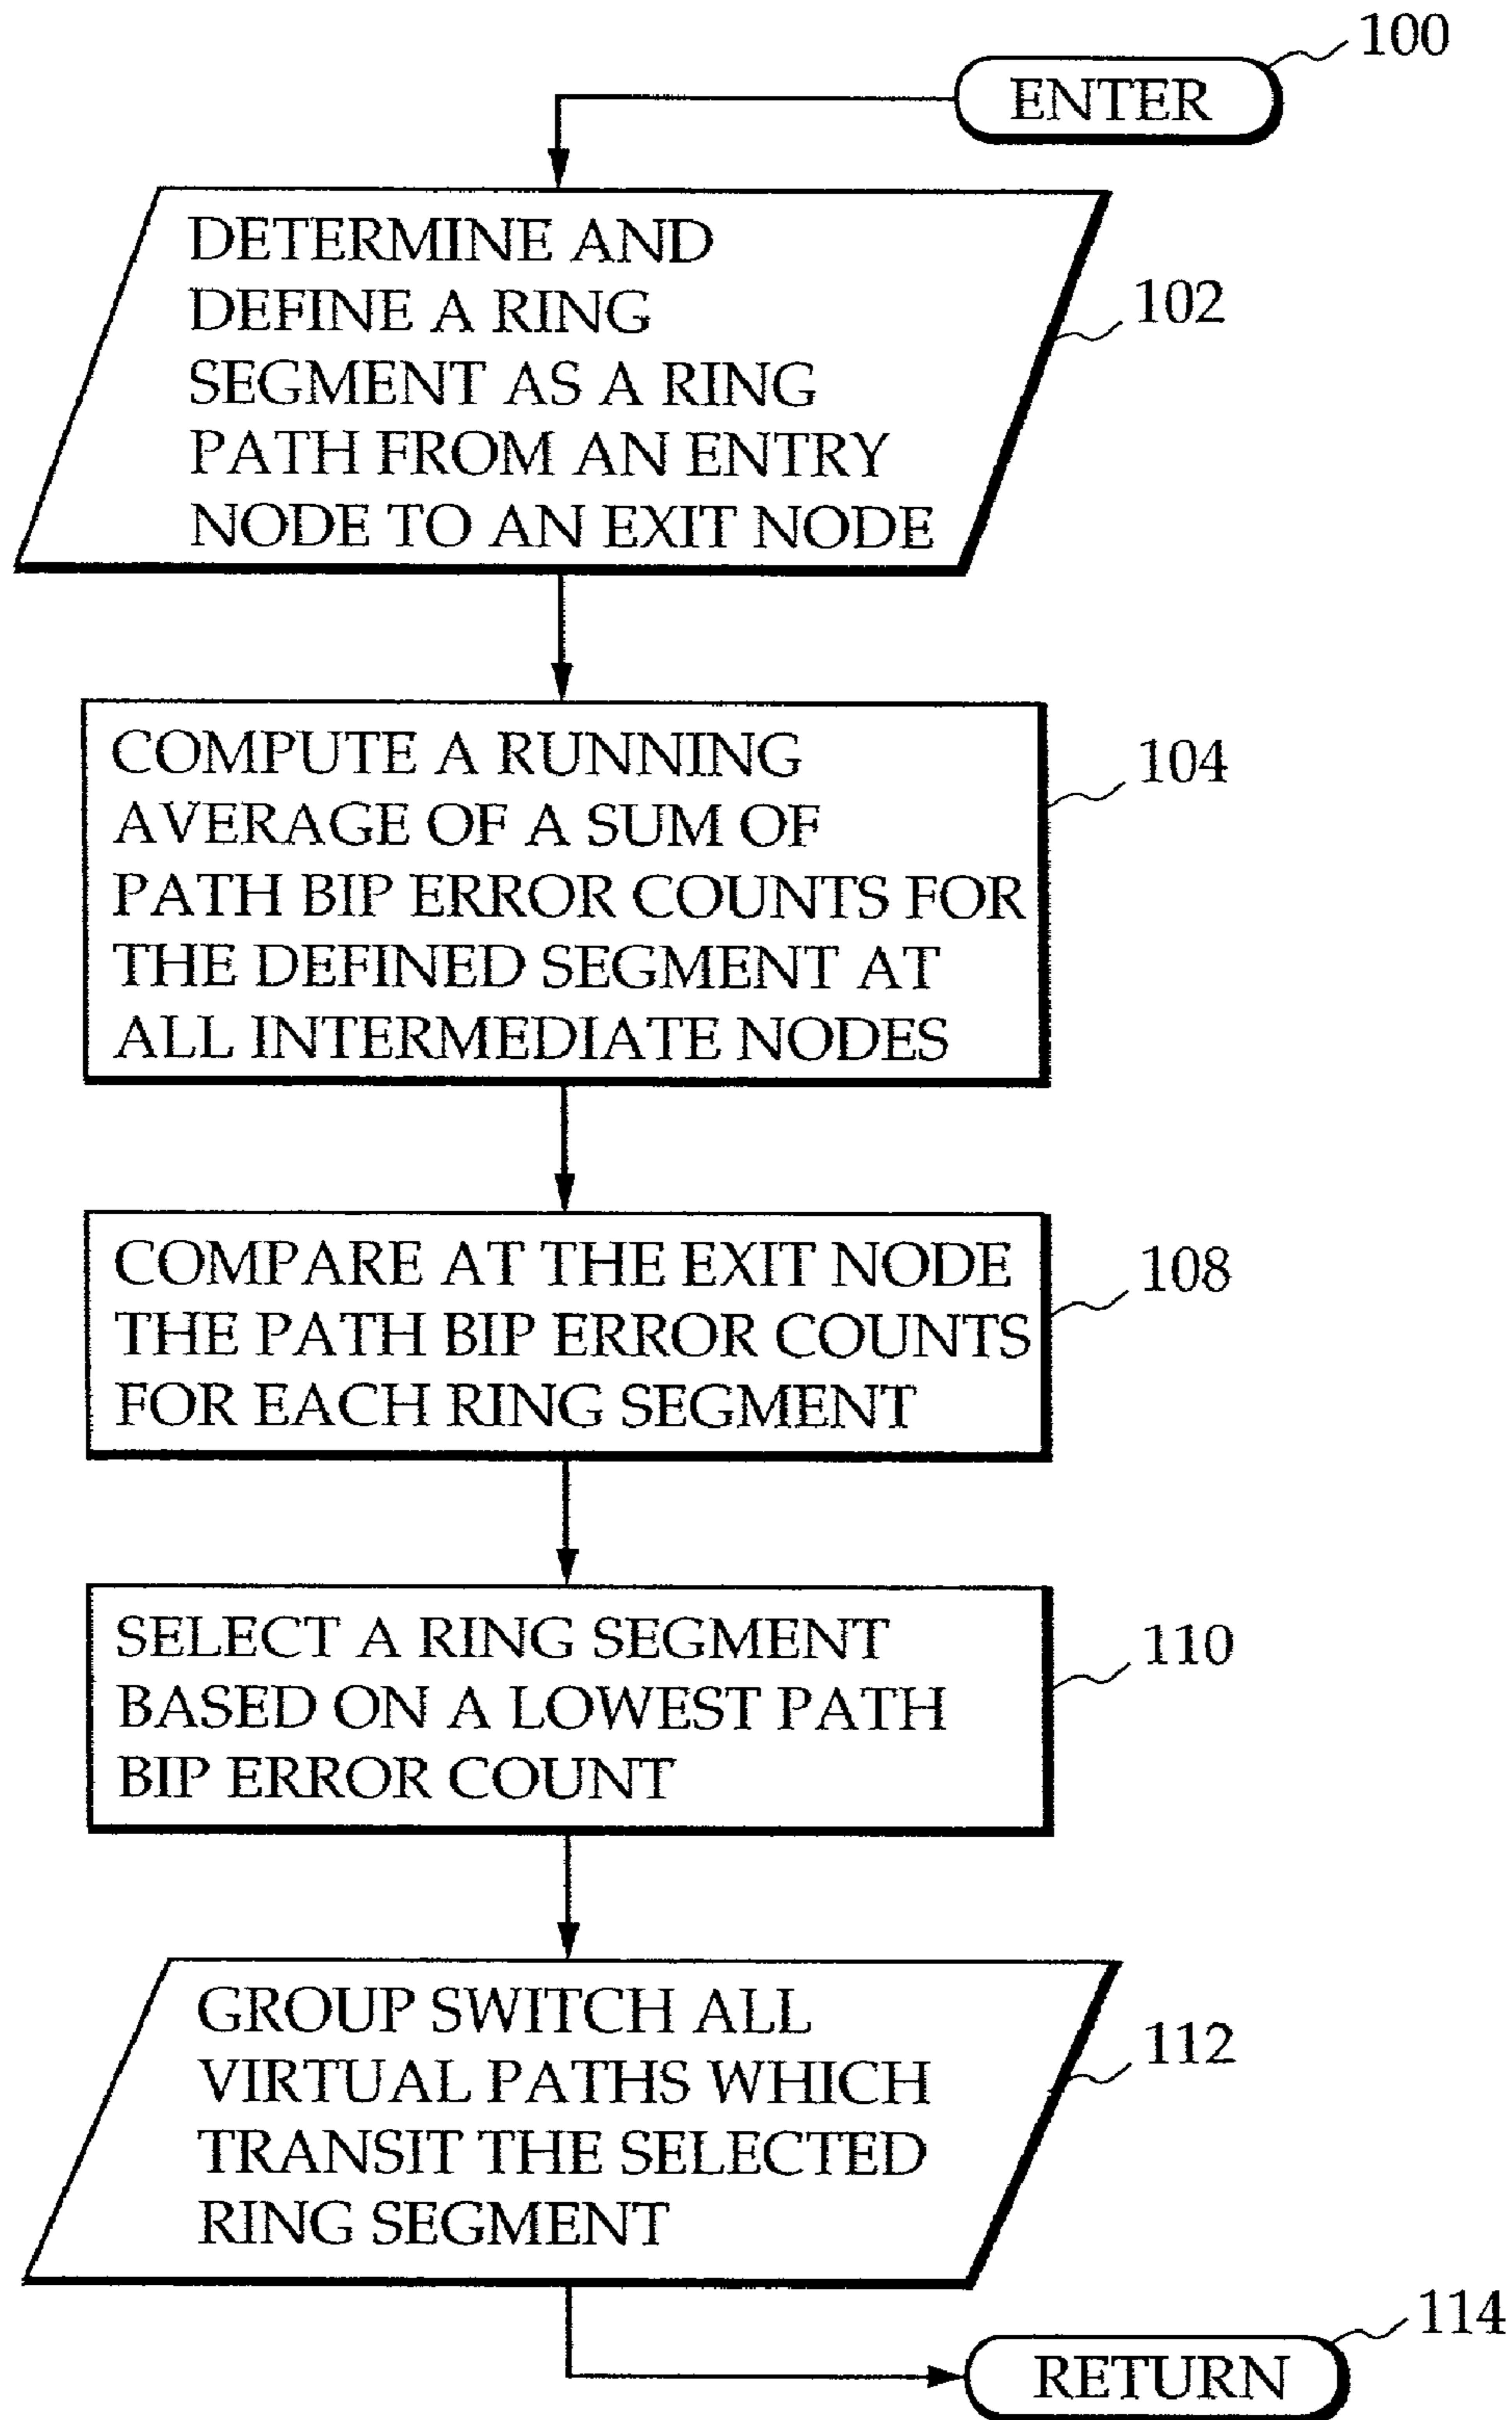 100
ENTER
DETERMINE AND
DEFINE A RING
SEGMENT AS A RING
PATH FROM AN ENTRY
NODE TO AN EXIT NODE
102
COMPUTE A RUNNING
AVERAGE OF A SUM OF
PATH BIP ERROR COUNTS FOR
THE DEFINED SEGMENT AT
ALL INTERMEDIATE NODES
104
COMPARE AT THE EXIT NODE
THE PATH BIP ERROR COUNTS
FOR EACH RING SEGMENT
108
SELECT A RING SEGMENT
BASED ON A LOWEST PATH
BIP ERROR COUNT
110
GROUP SWITCH ALL
VIRTUAL PATHS WHICH
TRANSIT THE SELECTED
RING SEGMENT
112
114
RETURN